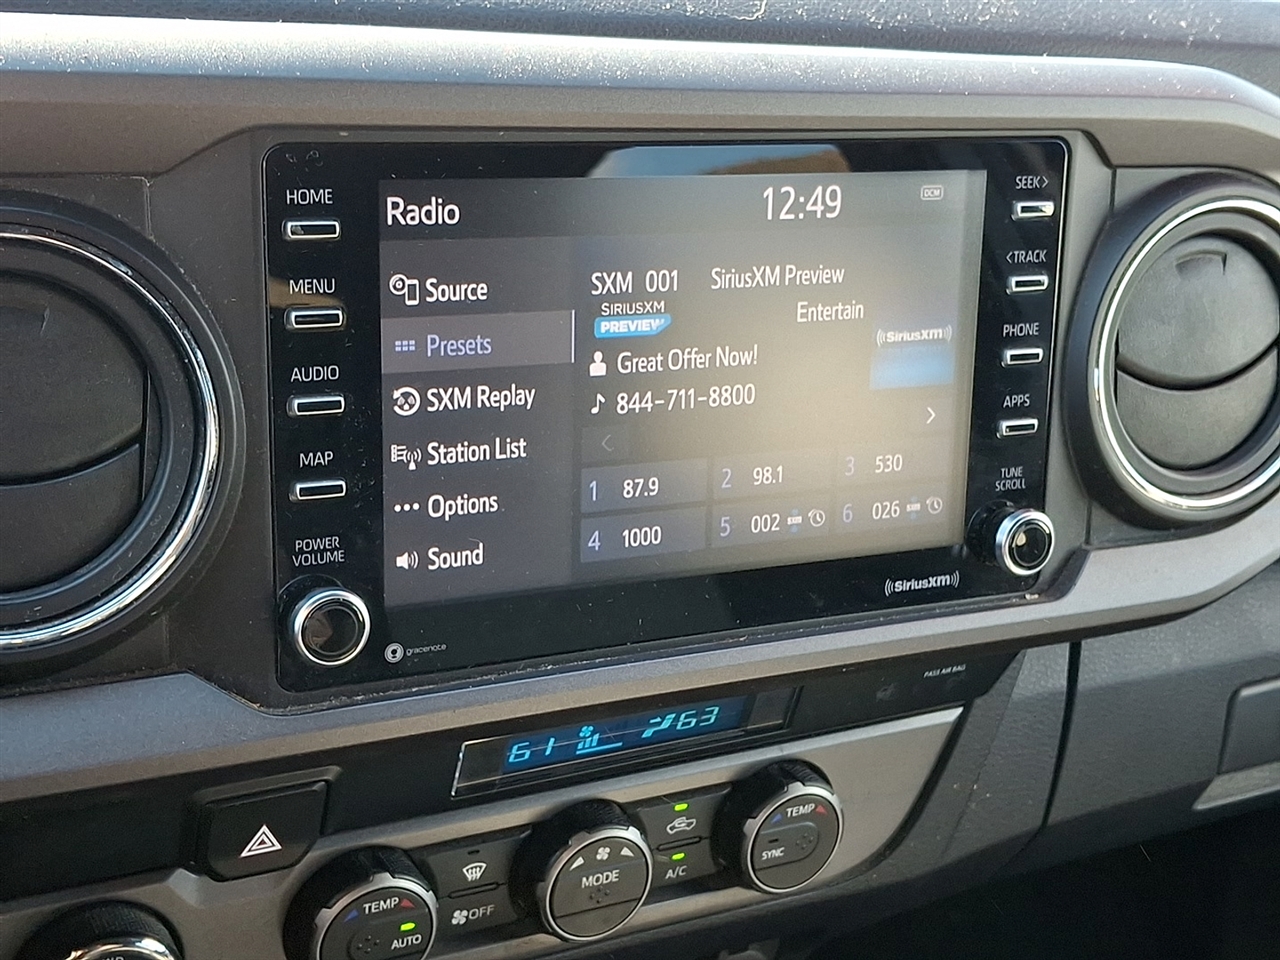 HOME
MENU
AUDIO
MAP
POWER
VOLUME
Radio
12:49
DCM
Source
Presets
SXM Replay
Station List
Options
Sound
SXM 001 SiriusXM Preview
Entertain
SIRIUSXM
PREVIEW
((SiriusXM))
Great Offer Now!
844-711-8800
1 87.9
2 98.1
3 530
4 1000
5 002 SXM
6 026 SXM
SEEK >
< TRACK
PHONE
APPS
TUNE
SCROLL
gracenote
((SiriusXM))
PASS AIR BAG
61
63
TEMP
AUTO
OFF
MODE
A/C
TEMP
SYNC